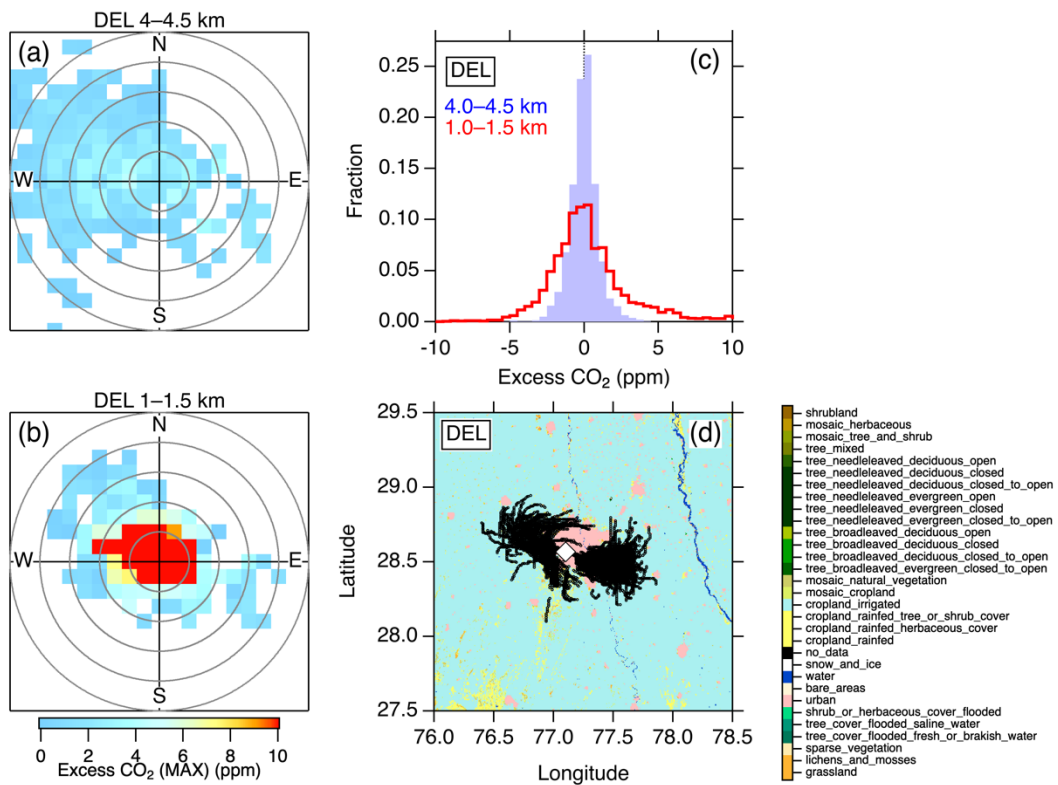 DEL 4–4.5 km
(a)
N
W
E
S
(c)
DEL
4.0–4.5 km
1.0–1.5 km
Fraction
0.25
0.20
0.15
0.10
0.05
0.00
-10
-5
0
5
10
Excess CO₂ (ppm)
DEL 1–1.5 km
(b)
N
W
E
S
0
2
4
6
8
10
Excess CO₂ (MAX) (ppm)
(d)
DEL
Latitude
29.5
29.0
28.5
28.0
27.5
76.0
76.5
77.0
77.5
78.0
78.5
Longitude
shrubland
mosaic_herbaceous
mosaic_tree_and_shrub
tree_mixed
tree_needleleaved_deciduous_open
tree_needleleaved_deciduous_closed
tree_needleleaved_deciduous_closed_to_open
tree_needleleaved_evergreen_open
tree_needleleaved_evergreen_closed
tree_needleleaved_evergreen_closed_to_open
tree_broadleaved_deciduous_open
tree_broadleaved_deciduous_closed
tree_broadleaved_deciduous_closed_to_open
tree_broadleaved_evergreen_closed_to_open
mosaic_natural_vegetation
mosaic_cropland
cropland_irrigated
cropland_rainfed_tree_or_shrub_cover
cropland_rainfed_herbaceous_cover
cropland_rainfed
no_data
snow_and_ice
water
bare_areas
urban
shrub_or_herbaceous_cover_flooded
tree_cover_flooded_saline_water
tree_cover_flooded_fresh_or_brakish_water
sparse_vegetation
lichens_and_mosses
grassland